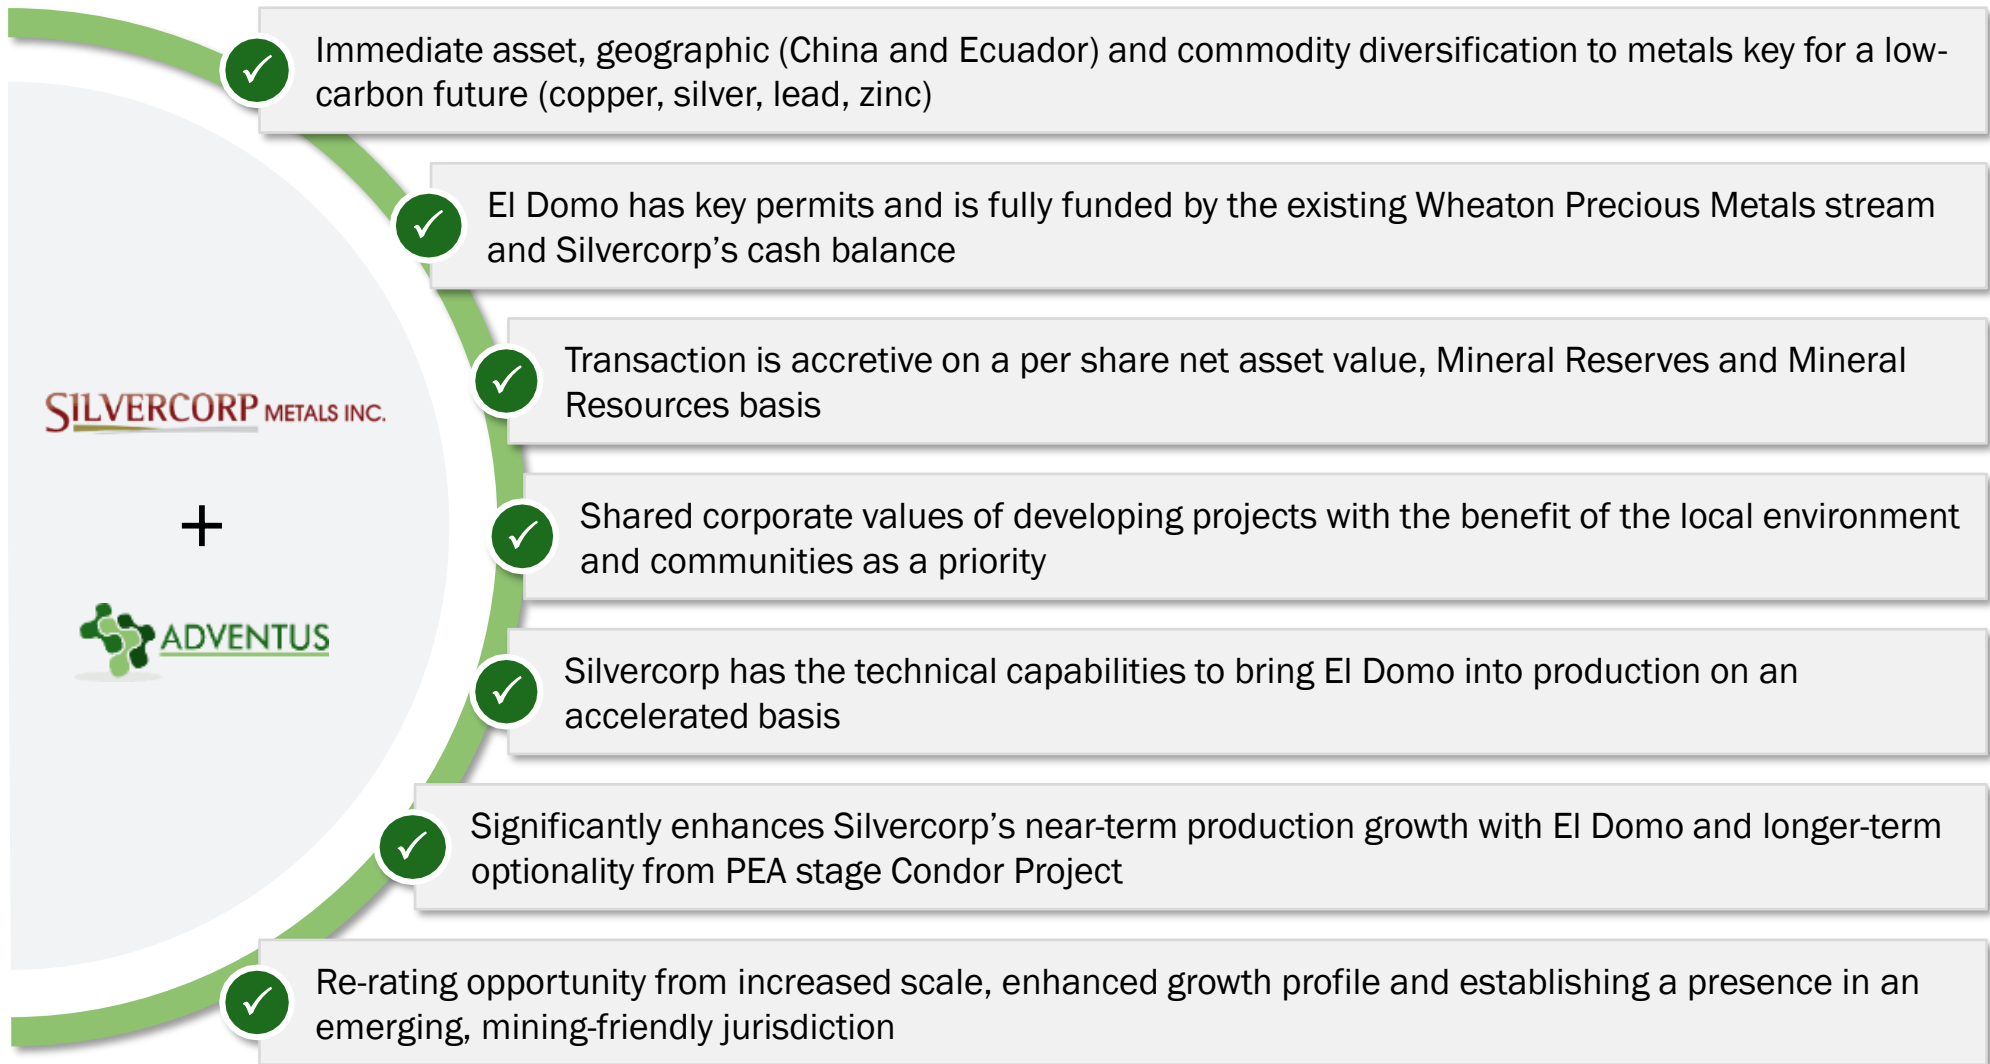 Immediate asset, geographic (China and Ecuador) and commodity diversification to metals key for a low-
carbon future (copper, silver, lead, zinc)
El Domo has key permits and is fully funded by the existing Wheaton Precious Metals stream
and Silvercorp’s cash balance
Transaction is accretive on a per share net asset value, Mineral Reserves and Mineral
Resources basis
SILVERCORP METALS INC.
+
ADVENTUS
Shared corporate values of developing projects with the benefit of the local environment
and communities as a priority
Silvercorp has the technical capabilities to bring El Domo into production on an
accelerated basis
Significantly enhances Silvercorp’s near-term production growth with El Domo and longer-term
optionality from PEA stage Condor Project
Re-rating opportunity from increased scale, enhanced growth profile and establishing a presence in an
emerging, mining-friendly jurisdiction